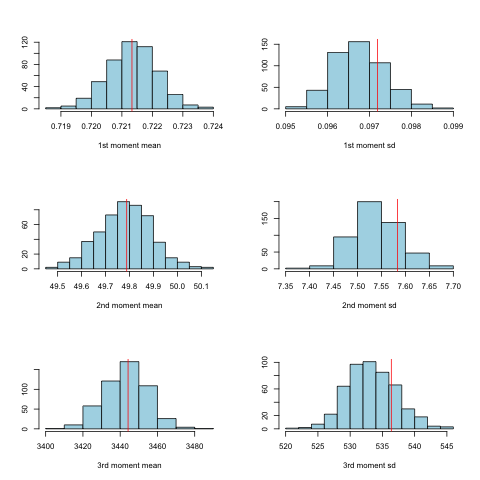 0 20 40 60 80 120
0.719 0.720 0.721 0.722 0.723 0.724
1st moment mean
0 50 100 150
0.095 0.096 0.097 0.098 0.099
1st moment sd
0 20 60
49.5 49.6 49.7 49.8 49.9 50.0 50.1
2nd moment mean
0 50 150
7.35 7.40 7.45 7.50 7.55 7.60 7.65 7.70
2nd moment sd
0 50 100
3400 3420 3440 3460 3480
3rd moment mean
0 20 60 100
520 525 530 535 540 545
3rd moment sd